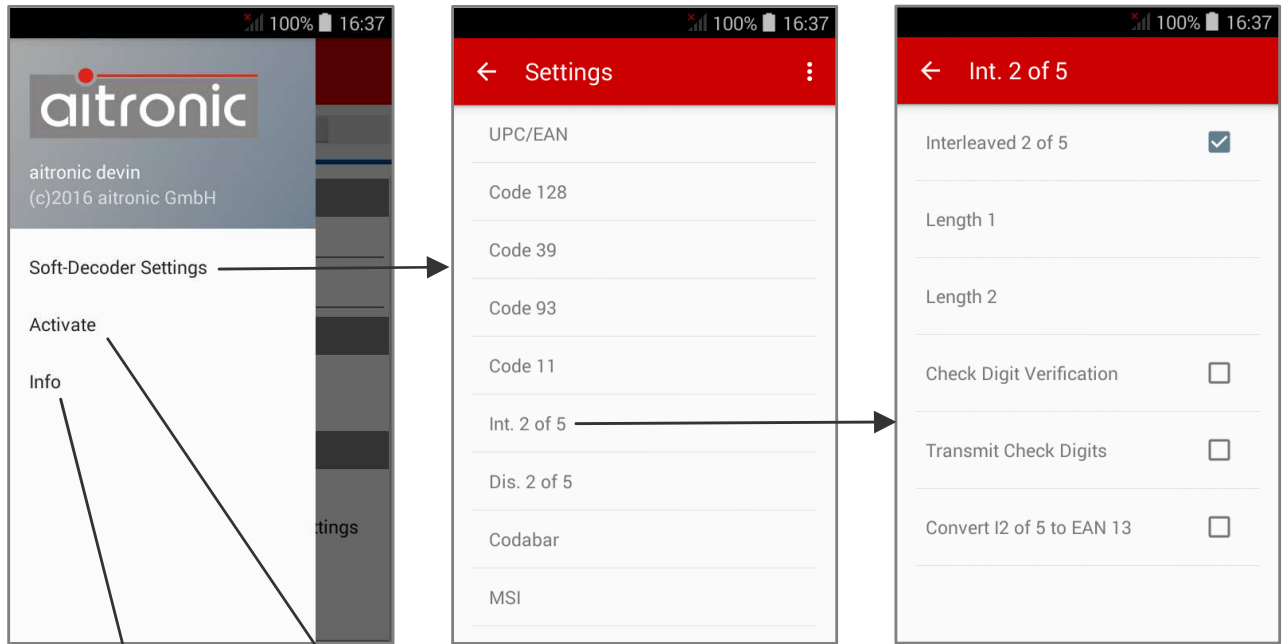 100% 16:37
aitronic
aitronic devin
(c)2016 aitronic GmbH
Soft-Decoder Settings
Activate
Info
ttings
100% 16:37
Settings
UPC/EAN
Code 128
Code 39
Code 93
Code 11
Int. 2 of 5
Dis. 2 of 5
Codabar
MSI
100% 16:37
Int. 2 of 5
Interleaved 2 of 5
Length 1
Length 2
Check Digit Verification
Transmit Check Digits
Convert I2 of 5 to EAN 13